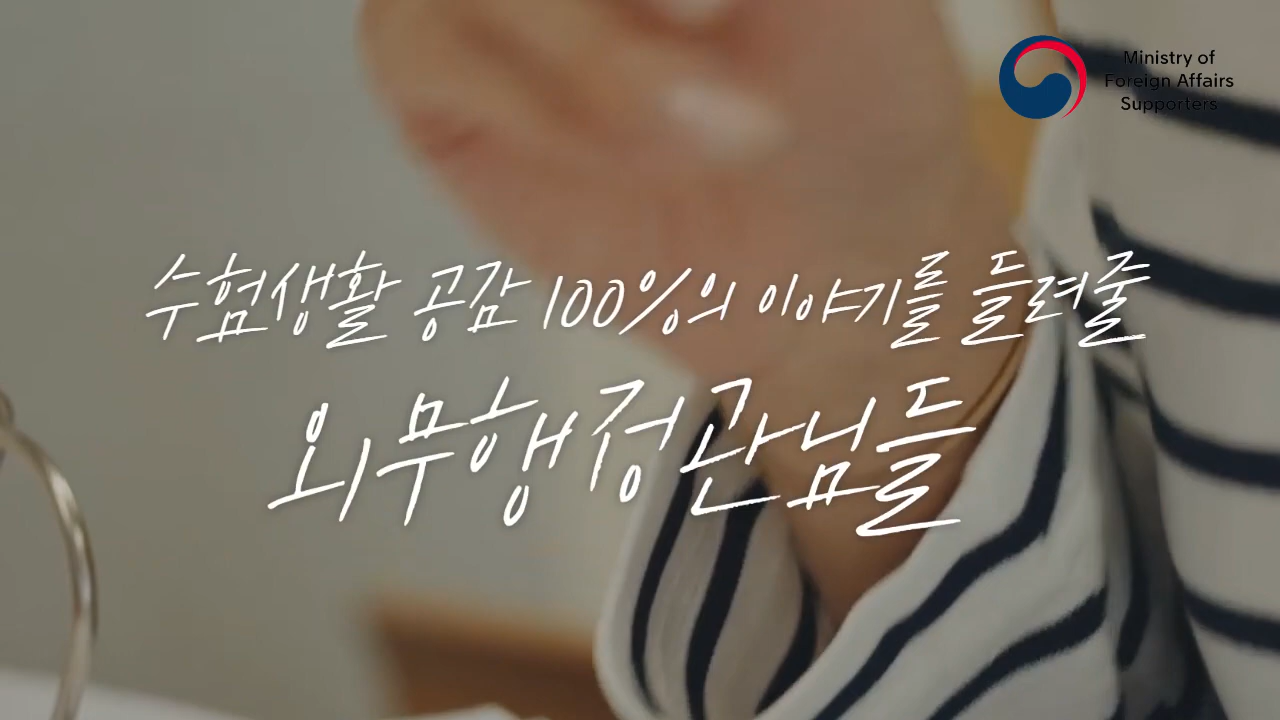 Ministry of
Foreign Affairs
Supporters
수험생활 공감 100%의 이야기를 들려줄
외무행정관님들